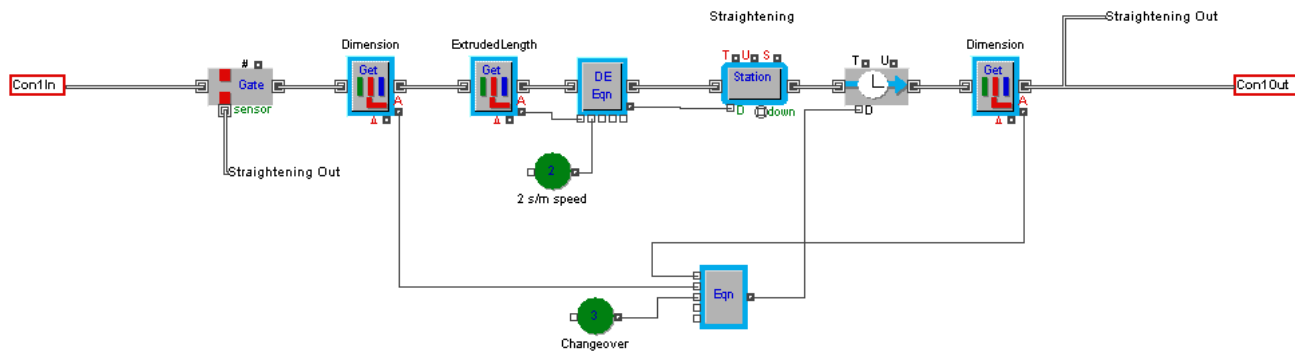 Straightening
Straightening Out
Dimension
ExtrudedLength
Dimension
#
T U S
T U
Con1In
Gate
Get
Get
DE
Eqn
Station
Get
Con1Out
A
A
A
sensor
D
down
D
Δ
Δ
Δ
Straightening Out
2
2 s/m speed
Eqn
3
Changeover